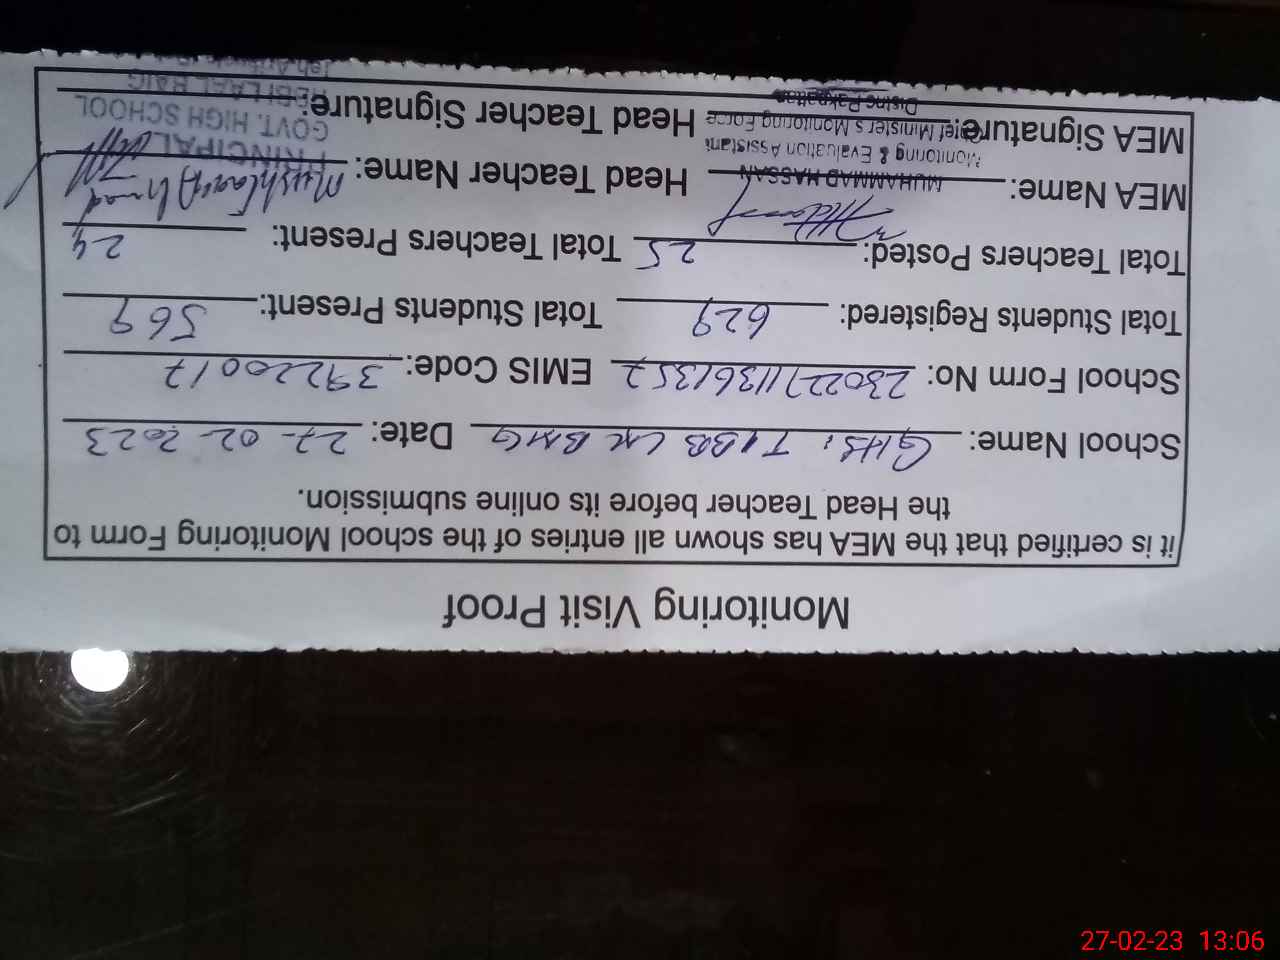 Monitoring Visit Proof
it is certified that the MEA has shown all entries of the school Monitoring Form to
the Head Teacher before its online submission.
School Name: GHS: Date: 27-02-2023
School Form No: EMIS Code: 39220017
Total Students Registered: 629 Total Students Present: 569
Total Teachers Posted: 25 Total Teachers Present: 24
MEA Name: MUHAMMAD HASSAN Head Teacher Name: Mushtaq Ahmad
Monitoring & Evaluation Assistant PRINCIPAL
MEA Signature: Chief Minister's Monitoring Force Head Teacher Signature: GOVT. HIGH SCHOOL
Pakpattan
27-02-23 13:06